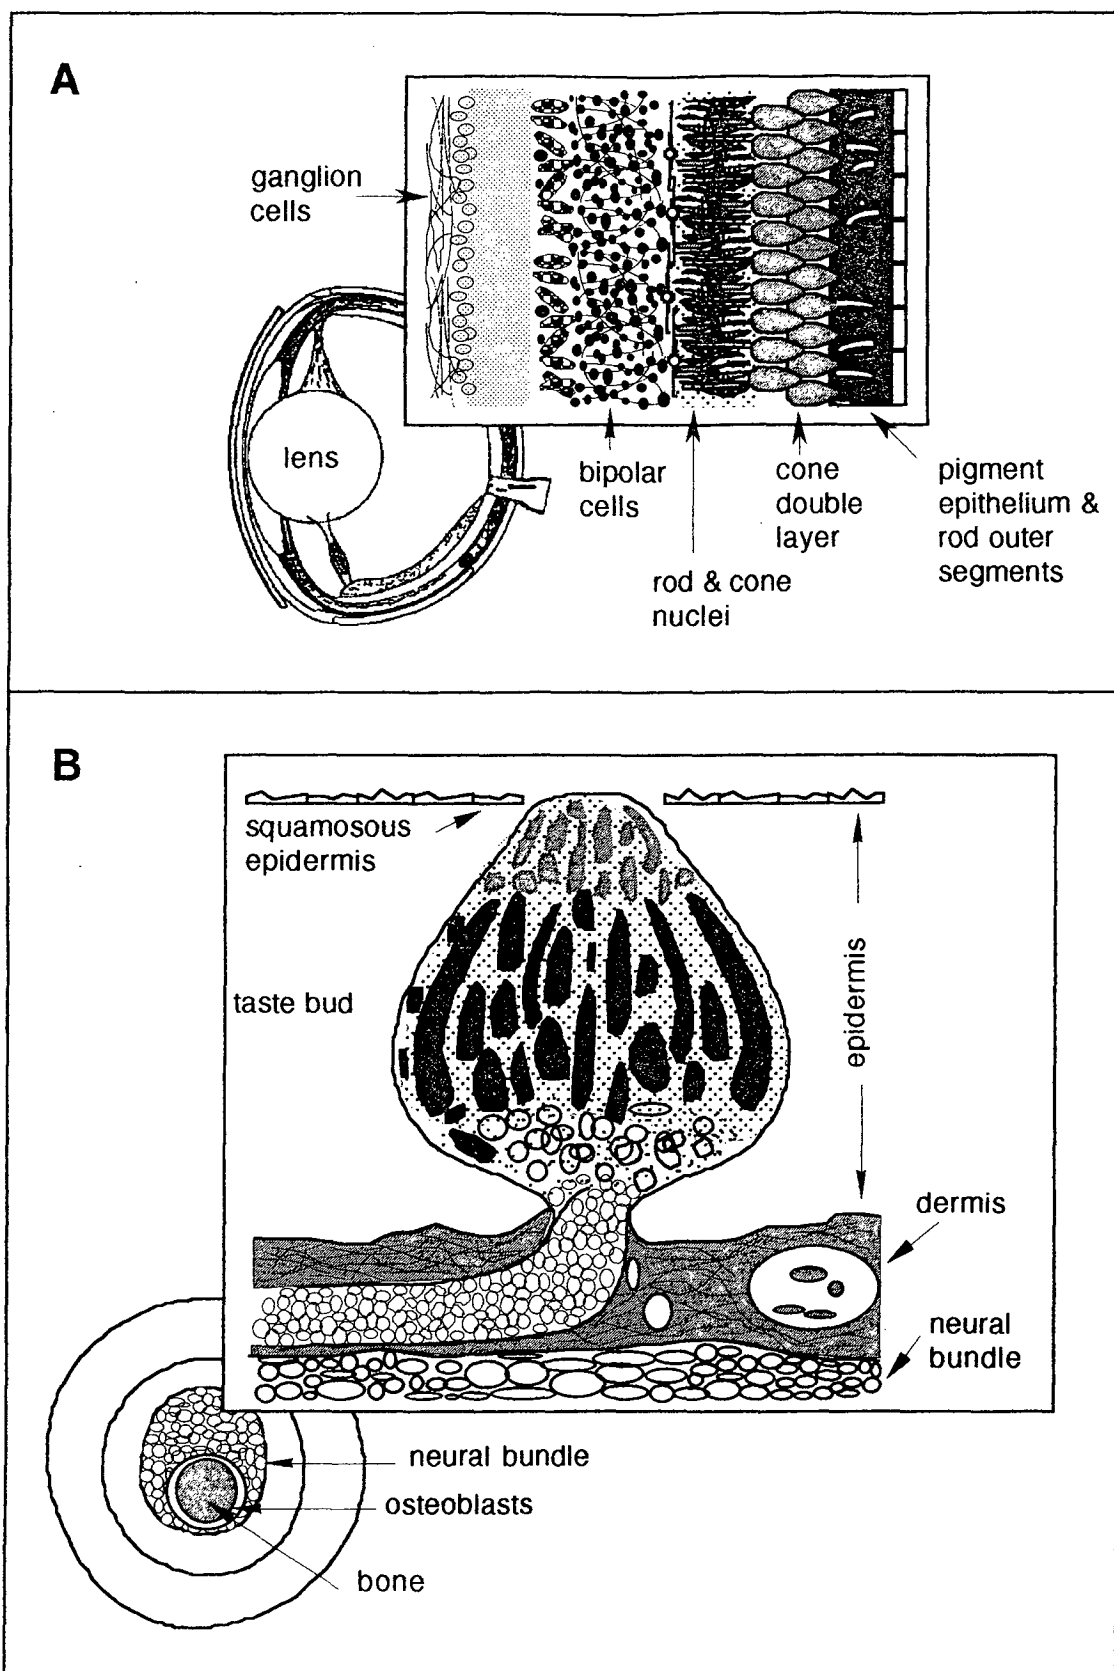 A
ganglion
cells
lens
bipolar
cells
rod & cone
nuclei
cone
double
layer
pigment
epithelium &
rod outer
segments
B
squamosous
epidermis
taste bud
epidermis
dermis
neural
bundle
neural bundle
osteoblasts
bone